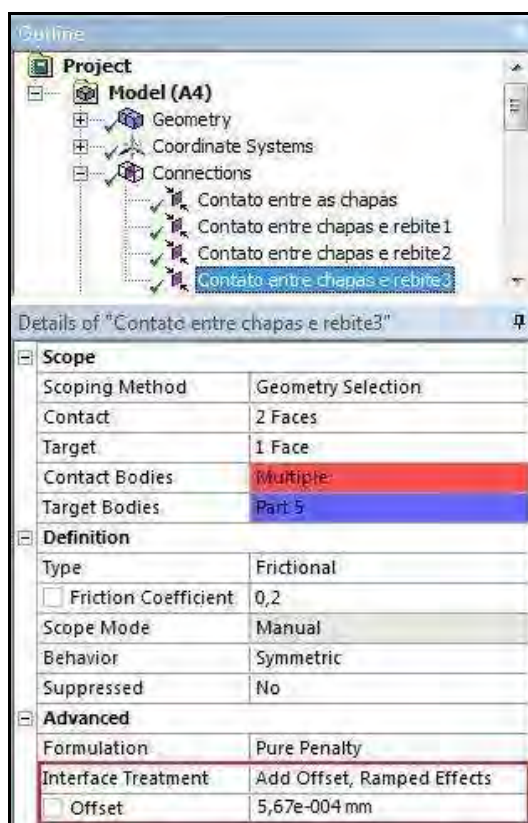 Outline
Project
Model (A4)
Geometry
Coordinate Systems
Connections
Contato entre as chapas
Contato entre chapas e rebite1
Contato entre chapas e rebite2
Contato entre chapas e rebite3
Details of "Contato entre chapas e rebite3"
Scope
Scoping Method Geometry Selection
Contact 2 Faces
Target 1 Face
Contact Bodies Multiple
Target Bodies Part 5
Definition
Type Frictional
Friction Coefficient 0,2
Scope Mode Manual
Behavior Symmetric
Suppressed No
Advanced
Formulation Pure Penalty
Interface Treatment Add Offset, Ramped Effects
Offset 5,67e-004 mm